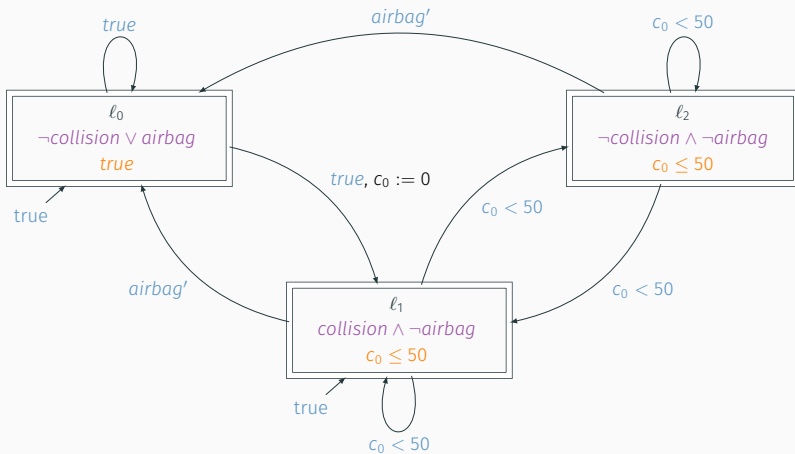 true
airbag′
c₀ < 50
ℓ₀
¬collision ∨ airbag
true
ℓ₂
¬collision ∧ ¬airbag
c₀ ≤ 50
true, c₀ := 0
c₀ < 50
true
airbag′
c₀ < 50
ℓ₁
collision ∧ ¬airbag
c₀ ≤ 50
true
c₀ < 50